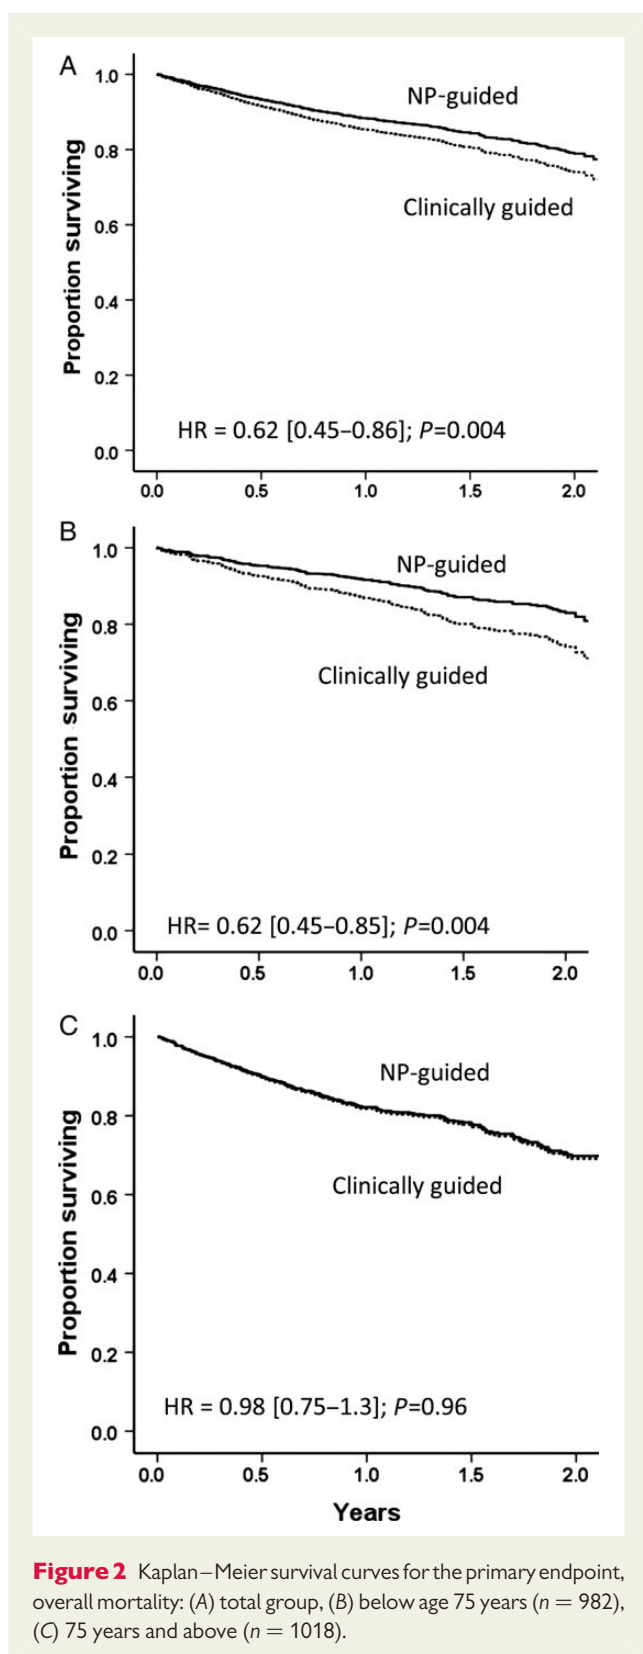 A
1.0
NP-guided
0.8
Clinically guided
0.6
Proportion surviving
0.4
0.2
HR = 0.62 [0.45–0.86]; P=0.004
0.0
0.0 0.5 1.0 1.5 2.0
B
1.0
NP-guided
0.8
Clinically guided
0.6
Proportion surviving
0.4
0.2
HR= 0.62 [0.45–0.85]; P=0.004
0.0
0.0 0.5 1.0 1.5 2.0
C
1.0
NP-guided
0.8
Clinically guided
0.6
Proportion surviving
0.4
0.2
HR = 0.98 [0.75–1.3]; P=0.96
0.0
0.0 0.5 1.0 1.5 2.0
Years
Figure 2 Kaplan–Meier survival curves for the primary endpoint,
overall mortality: (A) total group, (B) below age 75 years (n = 982),
(C) 75 years and above (n = 1018).